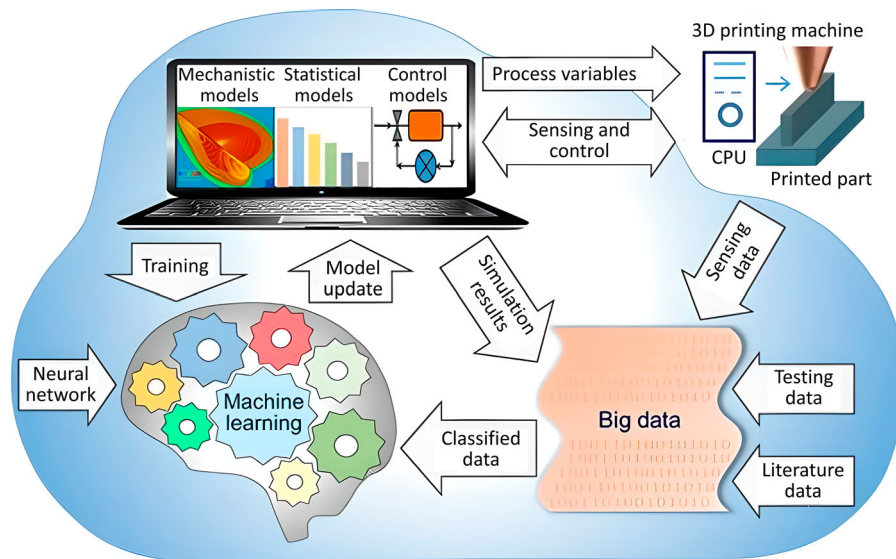 3D printing machine
Mechanistic
models
Statistical
models
Control
models
Process variables
Sensing and
control
CPU
Printed part
Training
Model
update
Simulation
results
Sensing
data
Neural
network
Machine
learning
Classified
data
Big data
Testing
data
Literature
data